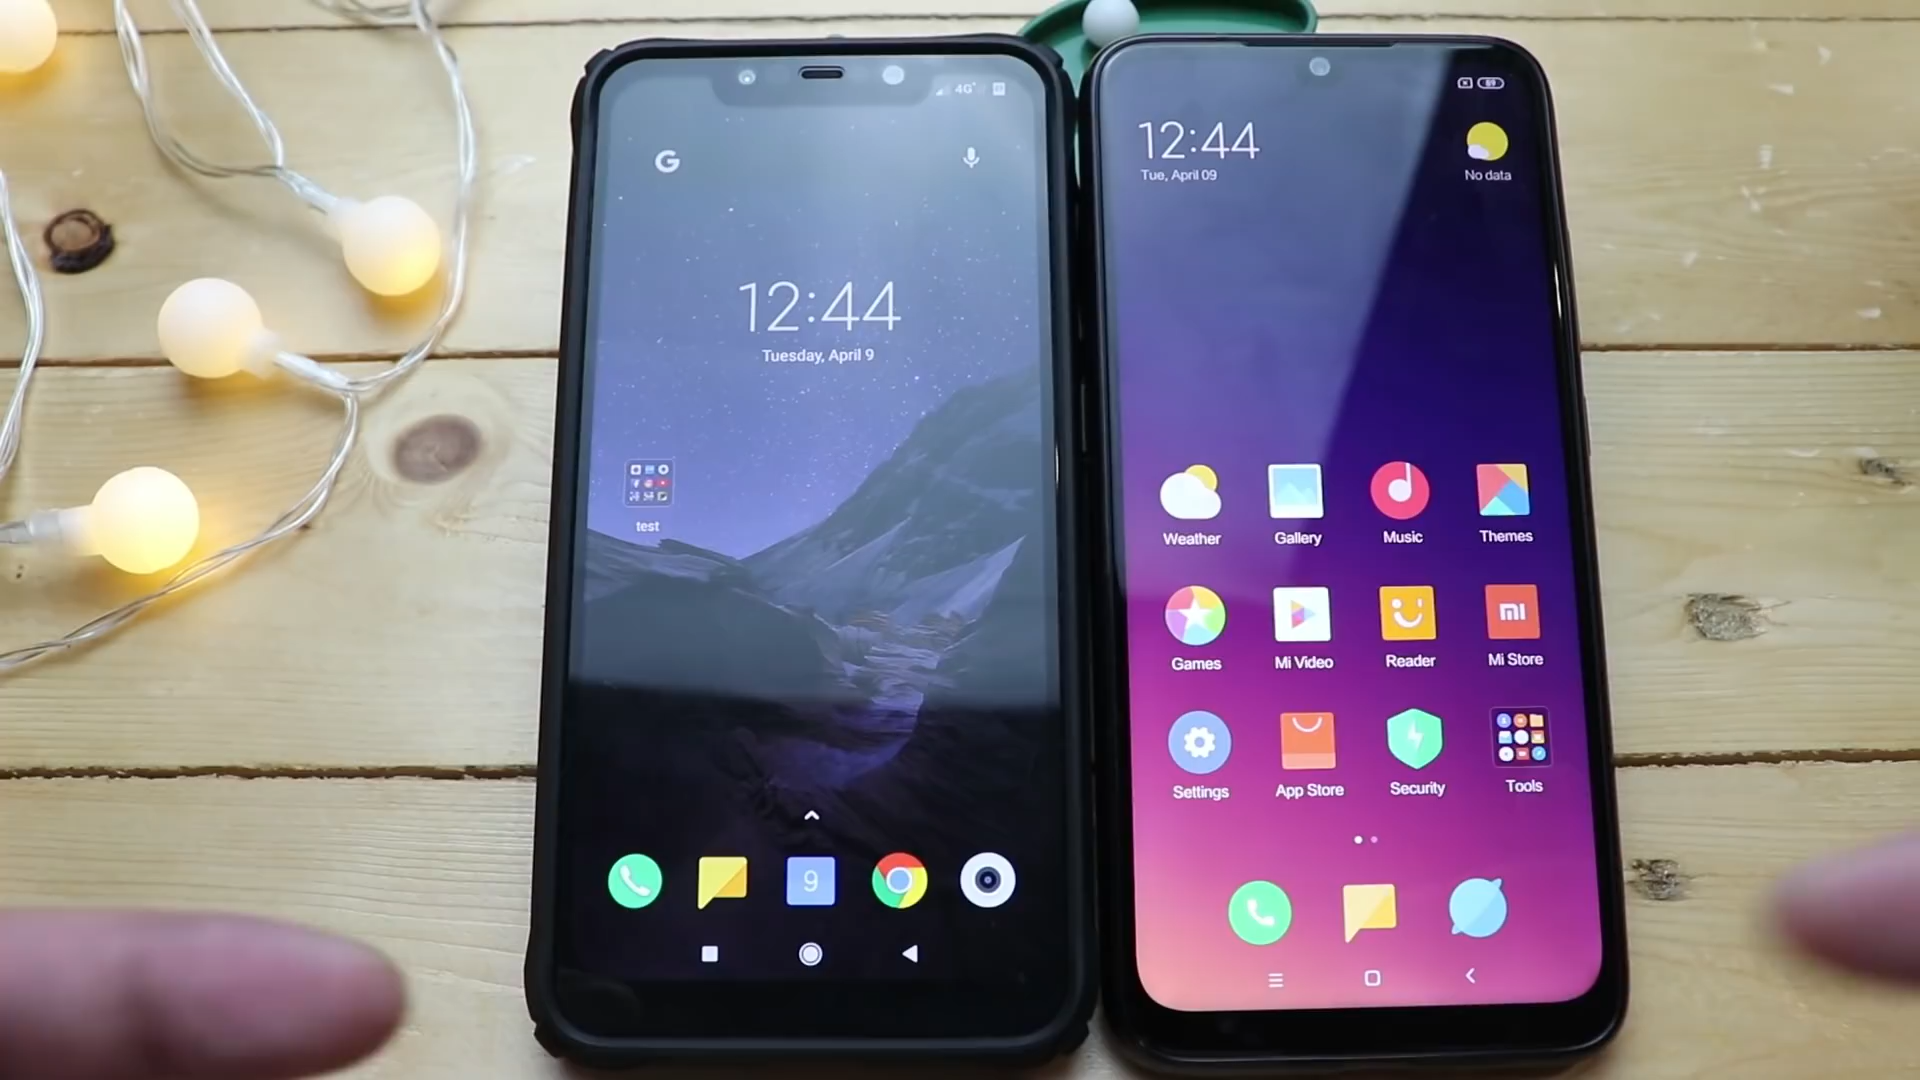 4G+
G
12:44
Tuesday, April 9
test
9
69
12:44
Tue, April 09
No data
Weather
Gallery
Music
Themes
Games
Mi Video
Reader
mi
Mi Store
Settings
App Store
Security
Tools